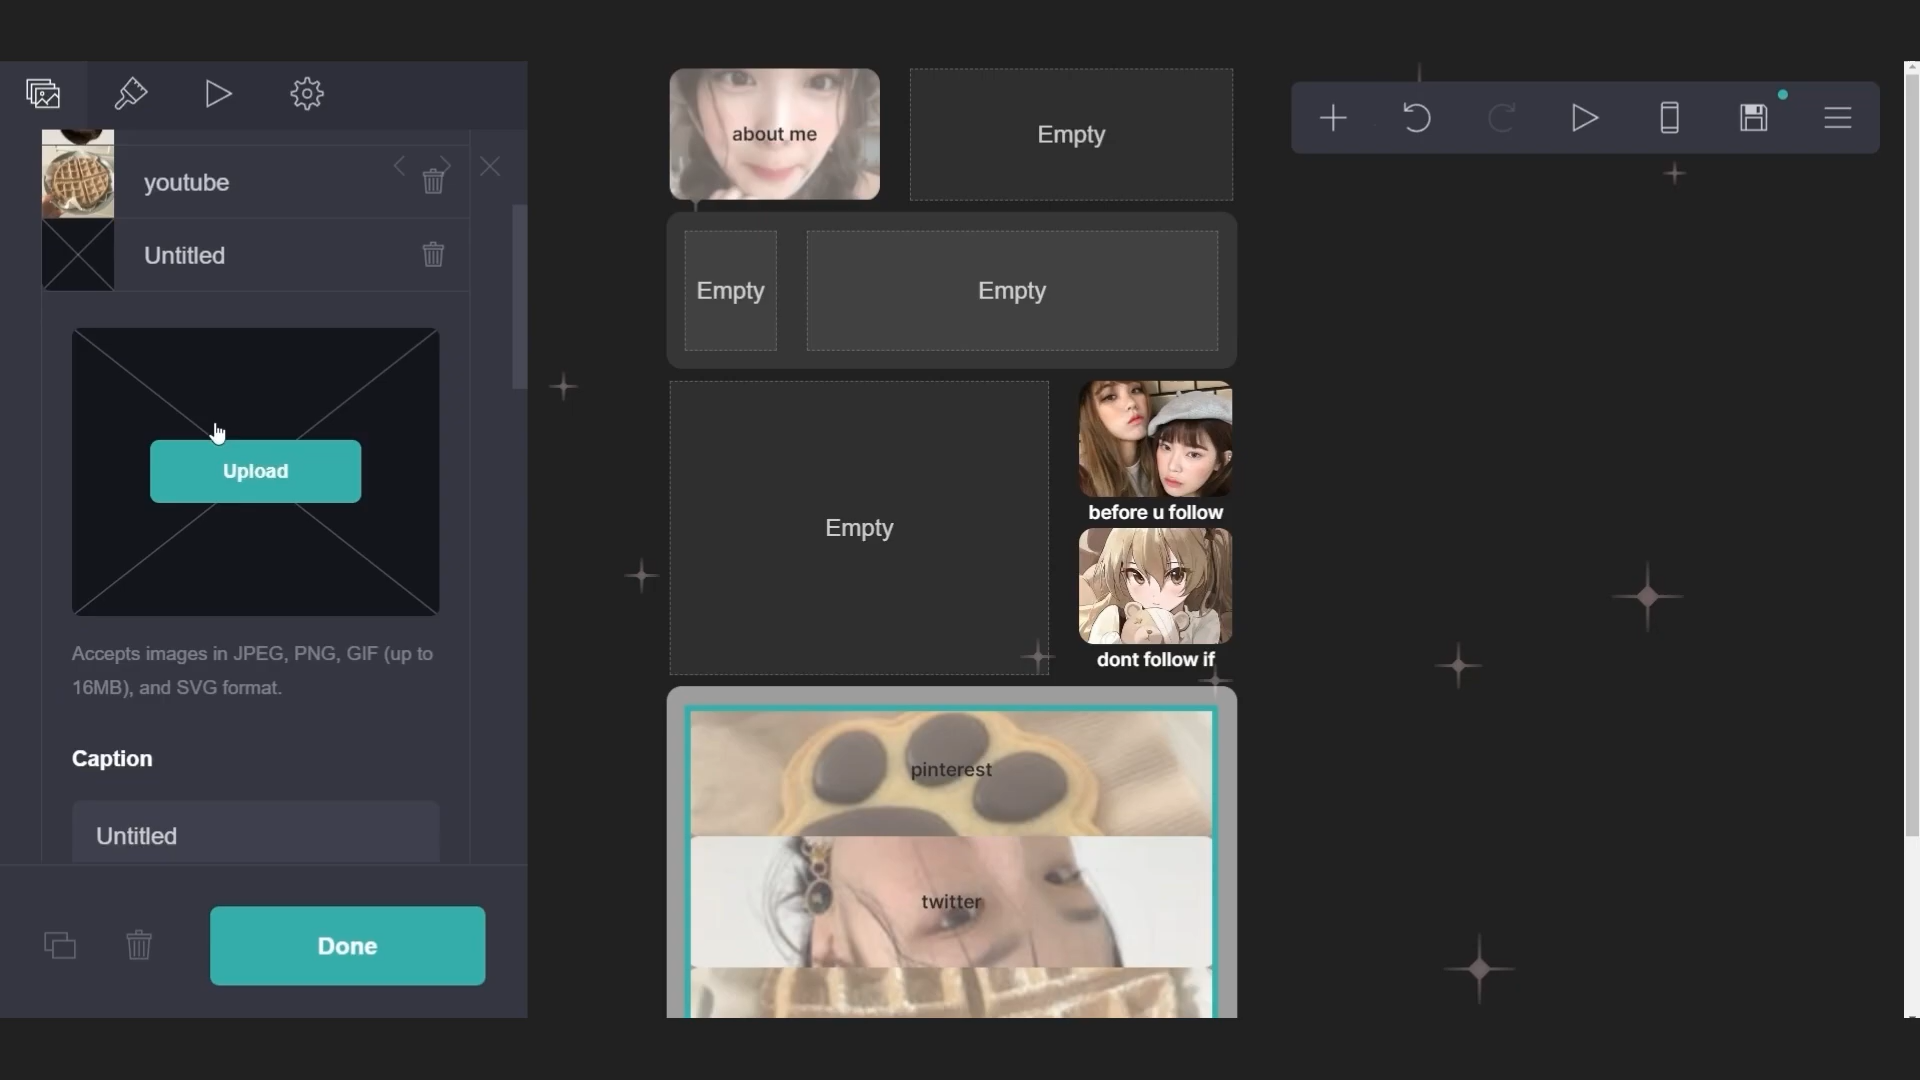 youtube
Untitled
Upload
Accepts images in JPEG, PNG, GIF (up to
16MB), and SVG format.
Caption
Untitled
Done
about me
Empty
Empty
Empty
Empty
before u follow
dont follow if
pinterest
twitter